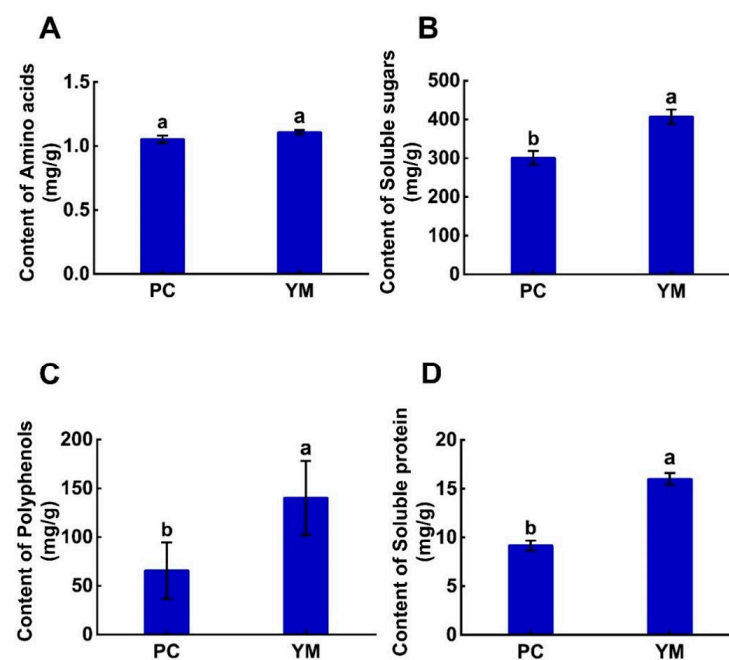 A
Content of Amino acids
(mg/g)
1.5
1.0
0.5
0.0
a
a
PC
YM
B
Content of Soluble sugars
(mg/g)
500
400
300
200
100
0
b
a
PC
YM
C
Content of Polyphenols
(mg/g)
200
150
100
50
0
b
a
PC
YM
D
Content of Soluble protein
(mg/g)
20
15
10
5
0
b
a
PC
YM